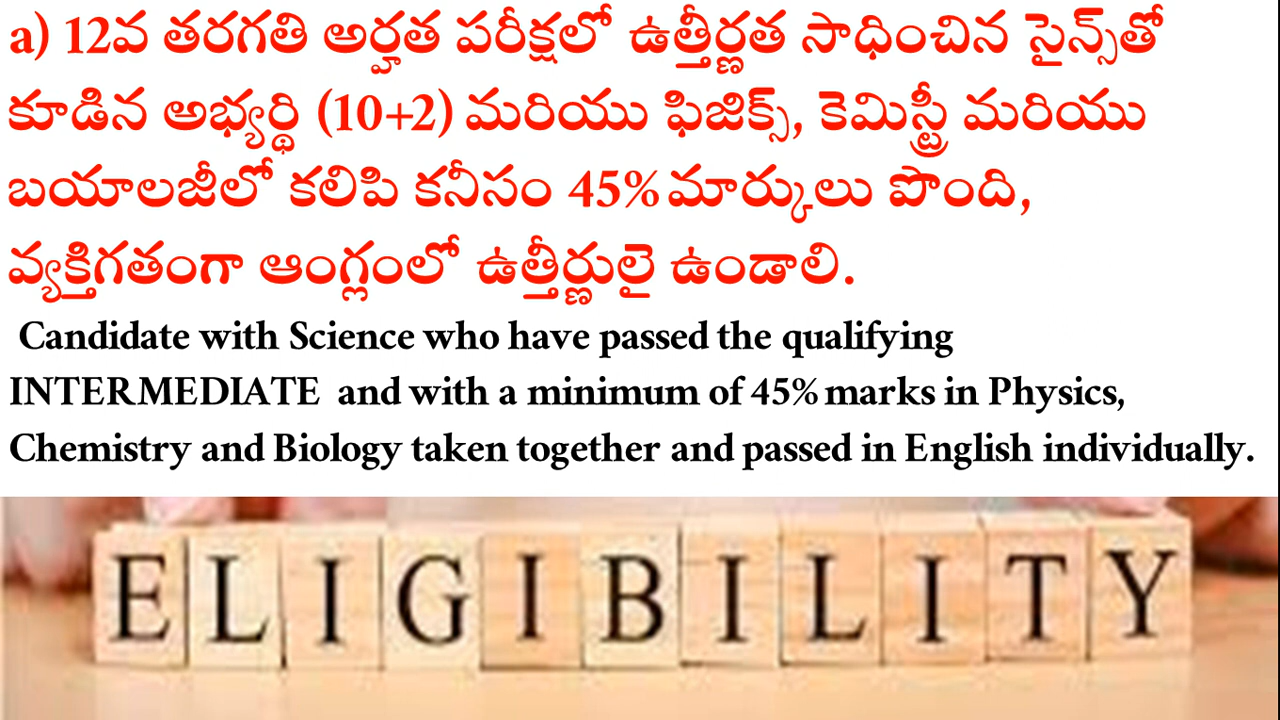 a) 12వ తరగతి అర్హత పరీక్షలో ఉత్తీర్ణత సాధించిన సైన్స్‌తో
కూడిన అభ్యర్థి (10+2) మరియు ఫిజిక్స్, కెమిస్ట్రీ మరియు
బయాలజీలో కలిపి కనీసం 45% మార్కులు పొంది,
వ్యక్తిగతంగా ఆంగ్లంలో ఉత్తీర్ణులై ఉండాలి.
Candidate with Science who have passed the qualifying
INTERMEDIATE and with a minimum of 45% marks in Physics,
Chemistry and Biology taken together and passed in English individually.
ELIGIBILITY